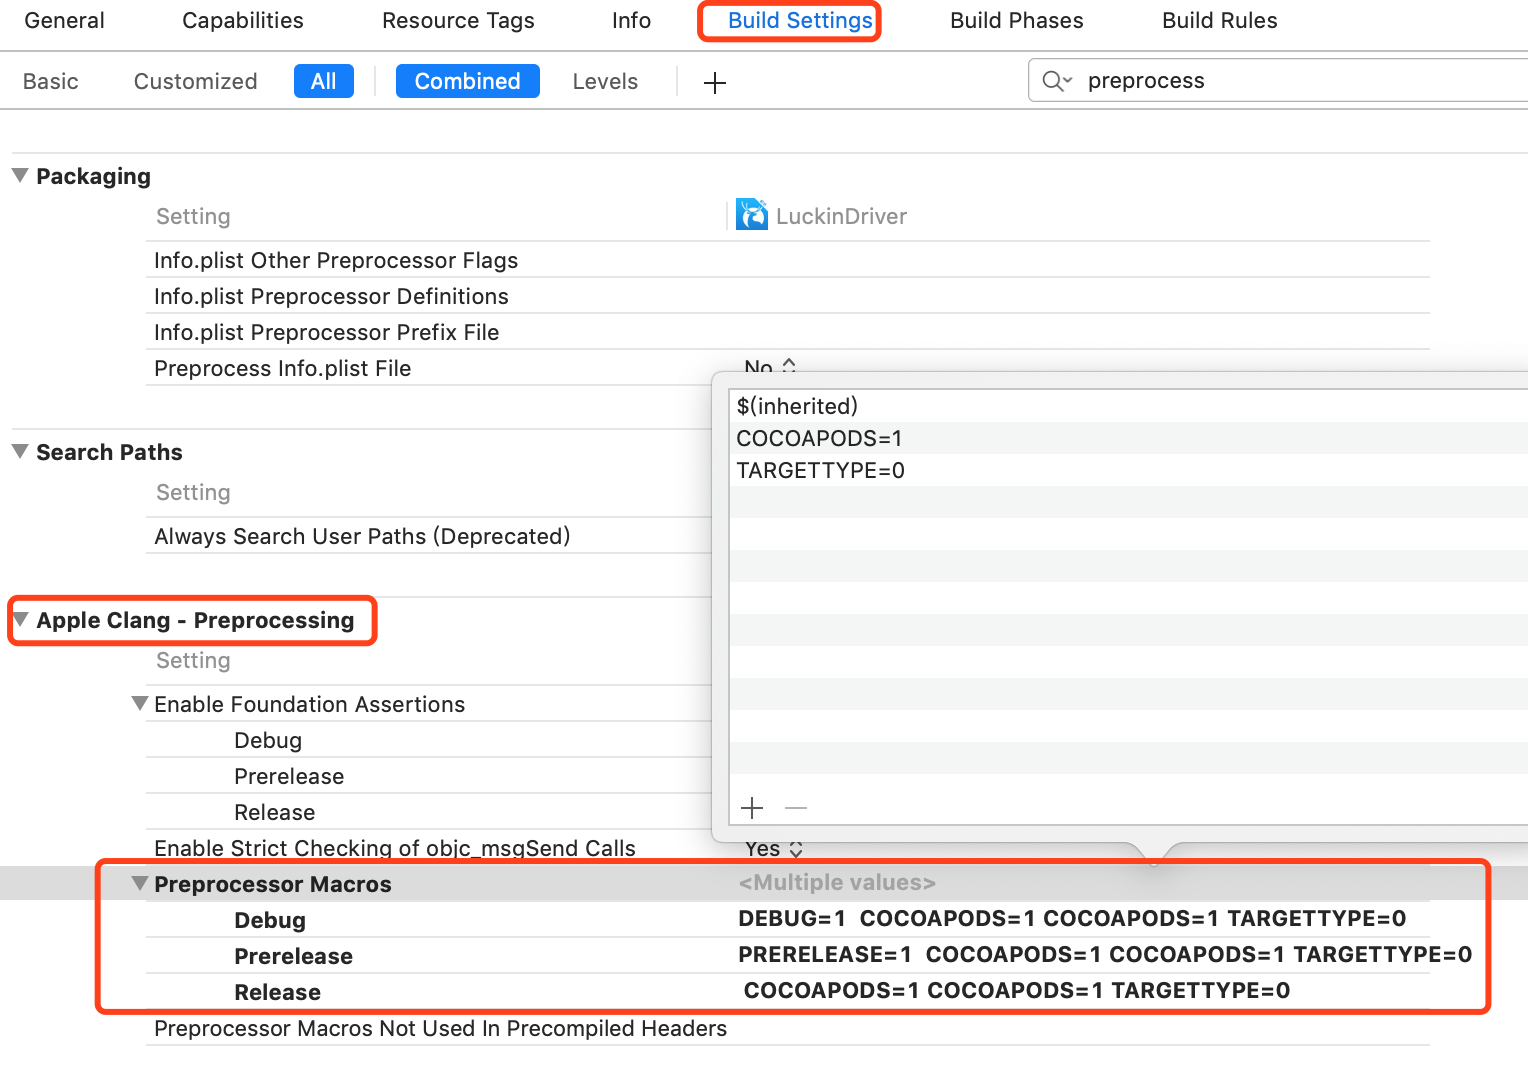 General Capabilities Resource Tags Info Build Settings Build Phases Build Rules
Basic Customized All Combined Levels + preprocess
Packaging
Setting LuckinDriver
Info.plist Other Preprocessor Flags
Info.plist Preprocessor Definitions
Info.plist Preprocessor Prefix File
Preprocess Info.plist File No
$(inherited)
COCOAPODS=1
TARGETTYPE=0
Search Paths
Setting
Always Search User Paths (Deprecated)
Apple Clang - Preprocessing
Setting
Enable Foundation Assertions
Debug
Prerelease
Release
Enable Strict Checking of objc_msgSend Calls Yes
Preprocessor Macros <Multiple values>
Debug DEBUG=1 COCOAPODS=1 COCOAPODS=1 TARGETTYPE=0
Prerelease PRERELEASE=1 COCOAPODS=1 COCOAPODS=1 TARGETTYPE=0
Release COCOAPODS=1 COCOAPODS=1 TARGETTYPE=0
Preprocessor Macros Not Used In Precompiled Headers